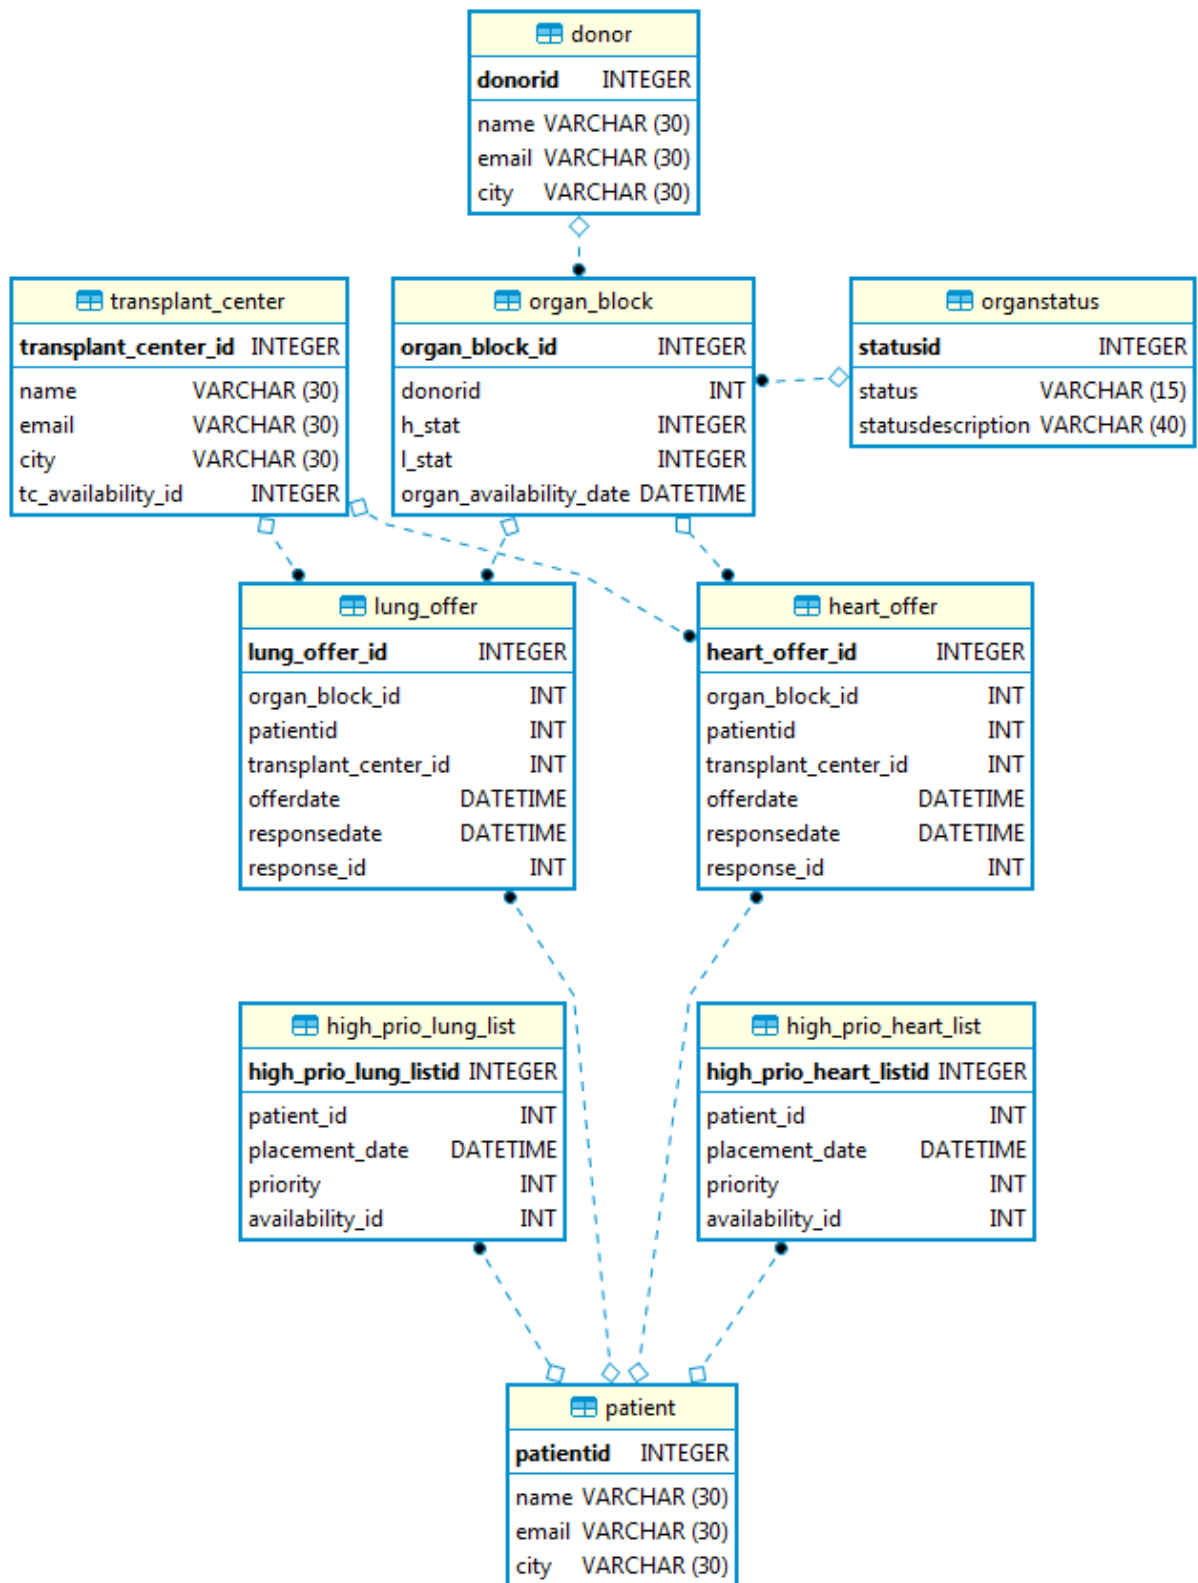 donor
donorid INTEGER
name VARCHAR (30)
email VARCHAR (30)
city VARCHAR (30)
transplant_center
transplant_center_id INTEGER
name VARCHAR (30)
email VARCHAR (30)
city VARCHAR (30)
tc_availability_id INTEGER
organ_block
organ_block_id INTEGER
donorid INT
h_stat INTEGER
l_stat INTEGER
organ_availability_date DATETIME
organstatus
statusid INTEGER
status VARCHAR (15)
statusdescription VARCHAR (40)
lung_offer
lung_offer_id INTEGER
organ_block_id INT
patientid INT
transplant_center_id INT
offerdate DATETIME
responsedate DATETIME
response_id INT
heart_offer
heart_offer_id INTEGER
organ_block_id INT
patientid INT
transplant_center_id INT
offerdate DATETIME
responsedate DATETIME
response_id INT
high_prio_lung_list
high_prio_lung_listid INTEGER
patient_id INT
placement_date DATETIME
priority INT
availability_id INT
high_prio_heart_list
high_prio_heart_listid INTEGER
patient_id INT
placement_date DATETIME
priority INT
availability_id INT
patient
patientid INTEGER
name VARCHAR (30)
email VARCHAR (30)
city VARCHAR (30)